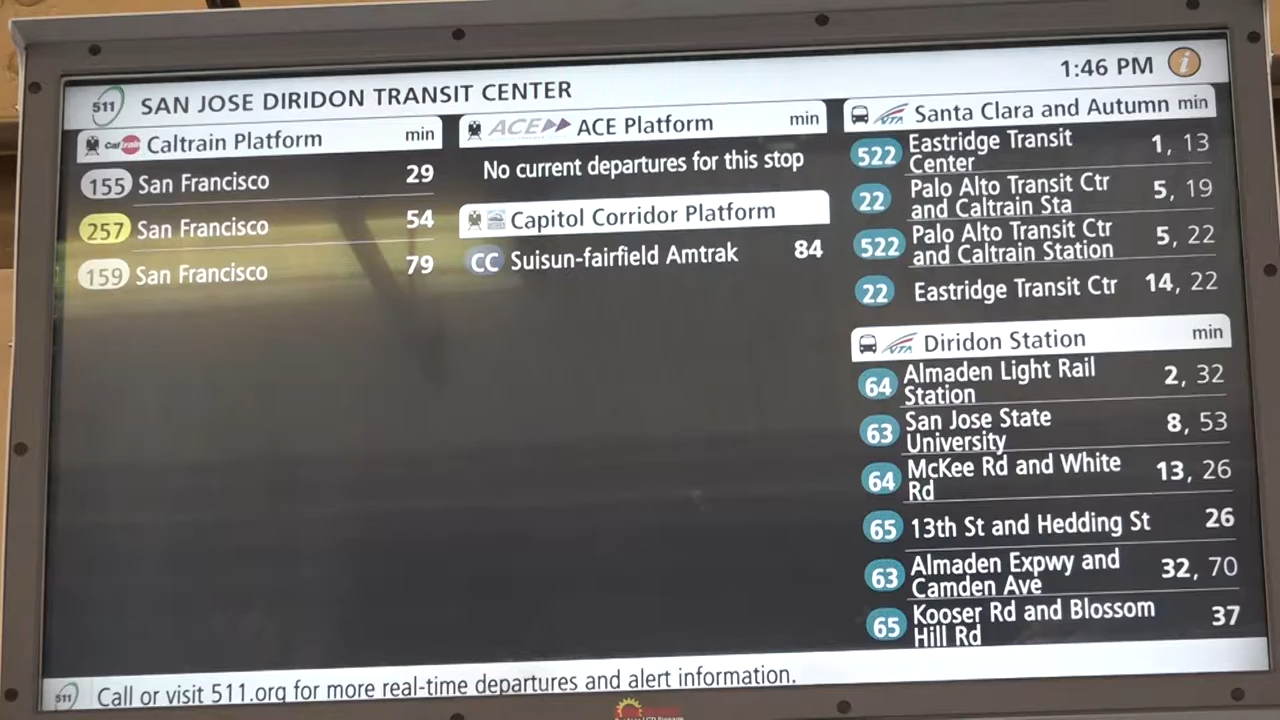 511 SAN JOSE DIRIDON TRANSIT CENTER 1:46 PM i
Caltrain Caltrain Platform min
155 San Francisco 29
257 San Francisco 54
159 San Francisco 79
ACE ACE Platform min
No current departures for this stop
Capitol Corridor Platform
CC Suisun-fairfield Amtrak 84
VTA Santa Clara and Autumn min
522 Eastridge Transit
Center 1, 13
22 Palo Alto Transit Ctr
and Caltrain Sta 5, 19
522 Palo Alto Transit Ctr
and Caltrain Station 5, 22
22 Eastridge Transit Ctr 14, 22
VTA Diridon Station min
64 Almaden Light Rail
Station 2, 32
63 San Jose State
University 8, 53
64 McKee Rd and White
Rd 13, 26
65 13th St and Hedding St 26
63 Almaden Expwy and
Camden Ave 32, 70
65 Kooser Rd and Blossom
Hill Rd 37
511 Call or visit 511.org for more real-time departures and alert information.